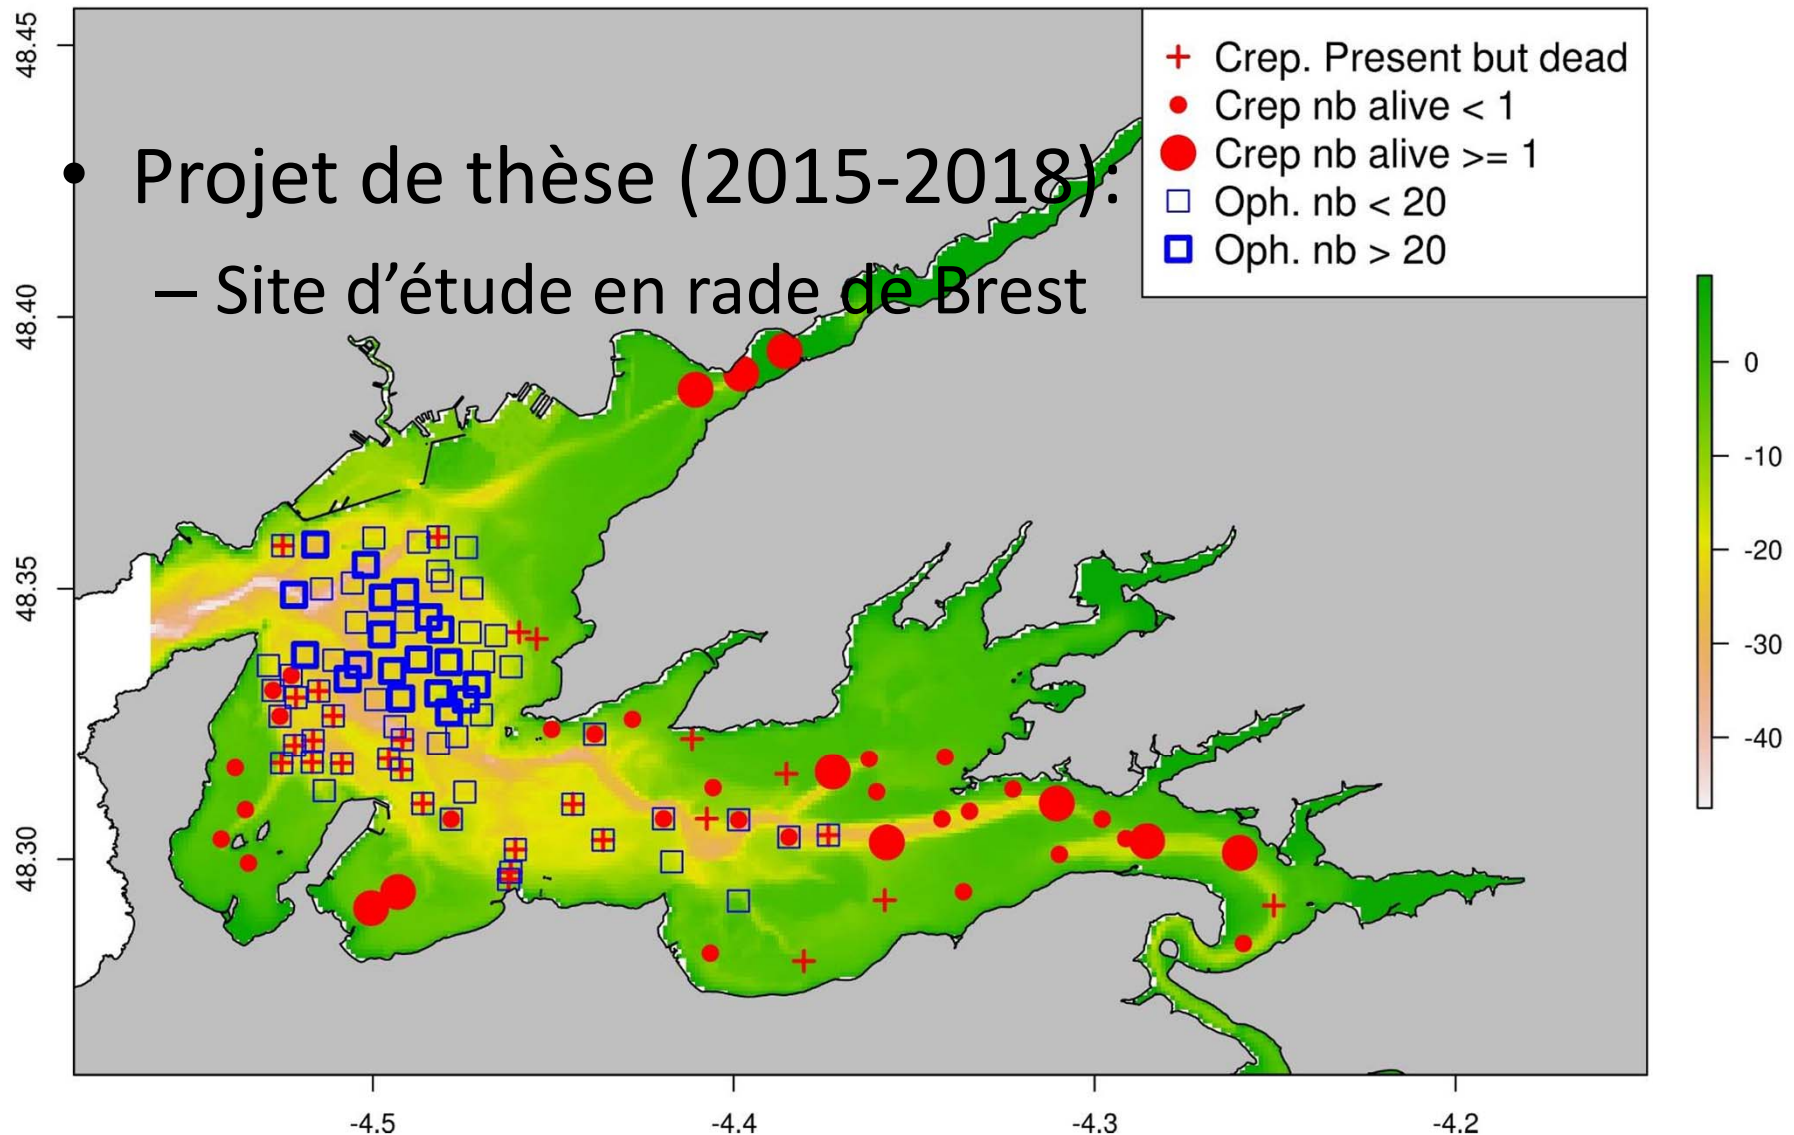 • Projet de thèse (2015-2018):
– Site d’étude en rade de Brest
Crep. Present but dead
Crep nb alive < 1
Crep nb alive >= 1
Oph. nb < 20
Oph. nb > 20
48.45
48.40
48.35
48.30
-4.5
-4.4
-4.3
-4.2
0
-10
-20
-30
-40